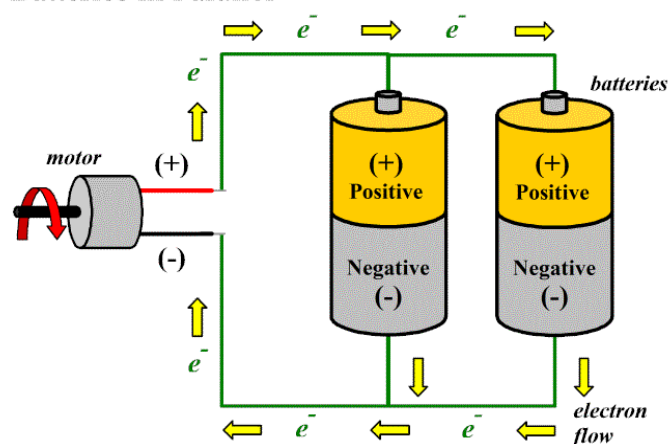 e⁻ e⁻
e⁻
batteries
motor
(+)
(+)
Positive
(+)
Positive
(-)
Negative
(-)
Negative
(-)
e⁻
e⁻ e⁻
electron
flow